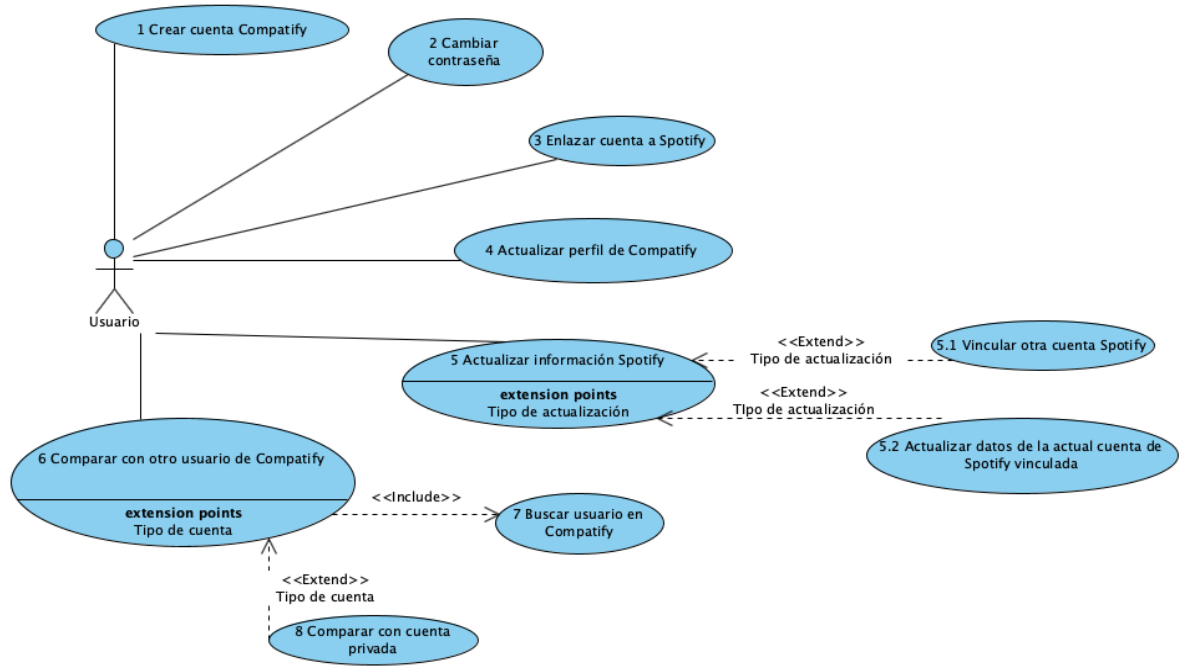 1 Crear cuenta Compatify
2 Cambiar
contraseña
3 Enlazar cuenta a Spotify
4 Actualizar perfil de Compatify
Usuario
5 Actualizar información Spotify
extension points
Tipo de actualización
<<Extend>>
Tipo de actualización
5.1 Vincular otra cuenta Spotify
<<Extend>>
TIpo de actualización
5.2 Actualizar datos de la actual cuenta de
Spotify vinculada
6 Comparar con otro usuario de Compatify
extension points
Tipo de cuenta
<<Include>>
7 Buscar usuario en
Compatify
<<Extend>>
Tipo de cuenta
8 Comparar con cuenta
privada